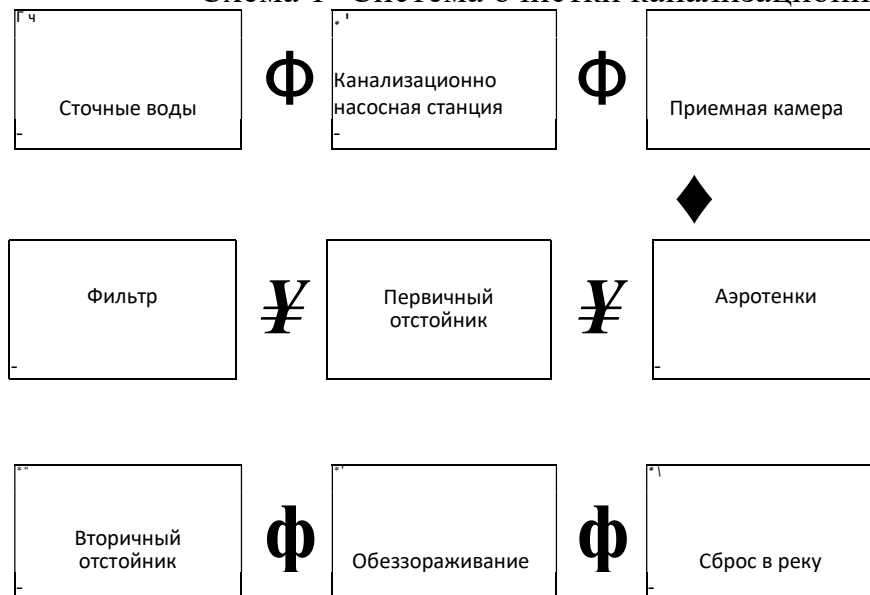 Г ч
* '
Сточные воды
-
Ф
Канализационно
насосная станция
-
Ф
Приемная камера
♦
Фильтр
-
¥
Первичный
отстойник
¥
Аэротенки
-
* "
Вторичный
отстойник
-
ф
* '
Обеззораживание
ф
* \
Сброс в реку
-